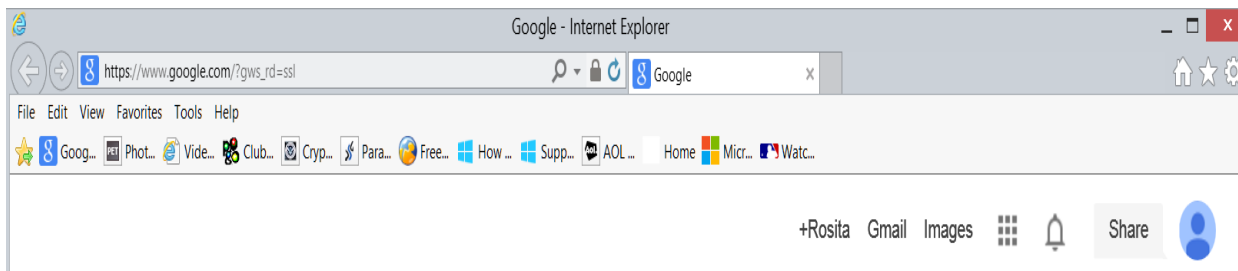 Google - Internet Explorer
https://www.google.com/?gws_rd=ssl Google
File Edit View Favorites Tools Help
Goog... Phot... Vide... Club... Cryp... Para... Free... How ... Supp... AOL ... Home Micr... Watc...
+Rosita Gmail Images Share